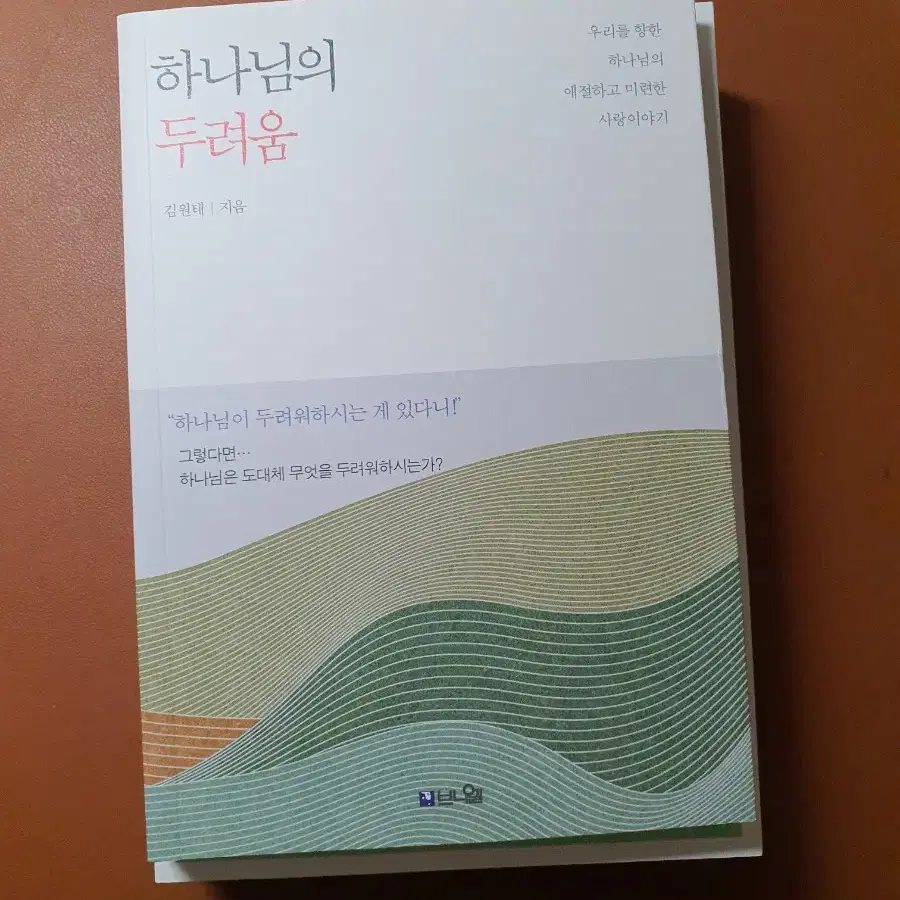 하나님의
두려움
김원태 | 지음
우리를 향한
하나님의
애절하고 미련한
사랑이야기
“하나님이 두려워하시는 게 있다니!”
그렇다면…
하나님은 도대체 무엇을 두려워하시는가?
브니엘